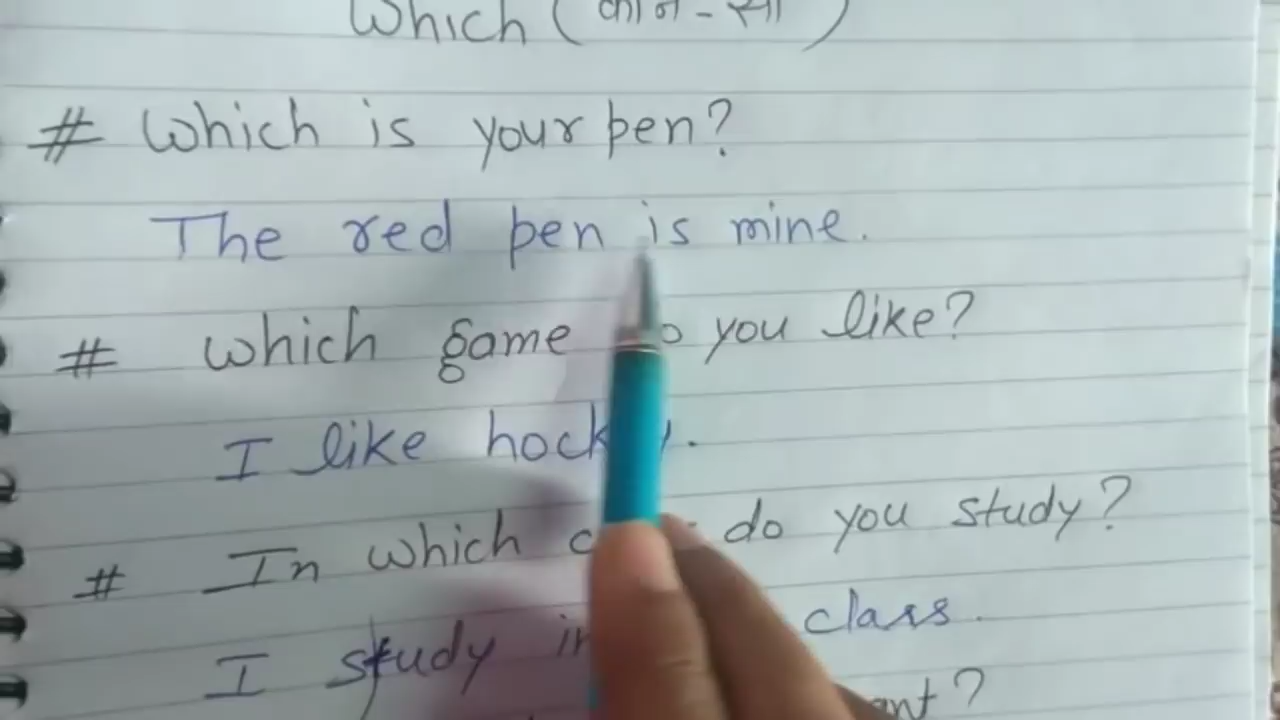 Which (कौन-सा)
# Which is your pen?
The red pen is mine.
# Which game you like?
I like
# In which do you study?
I study in class.